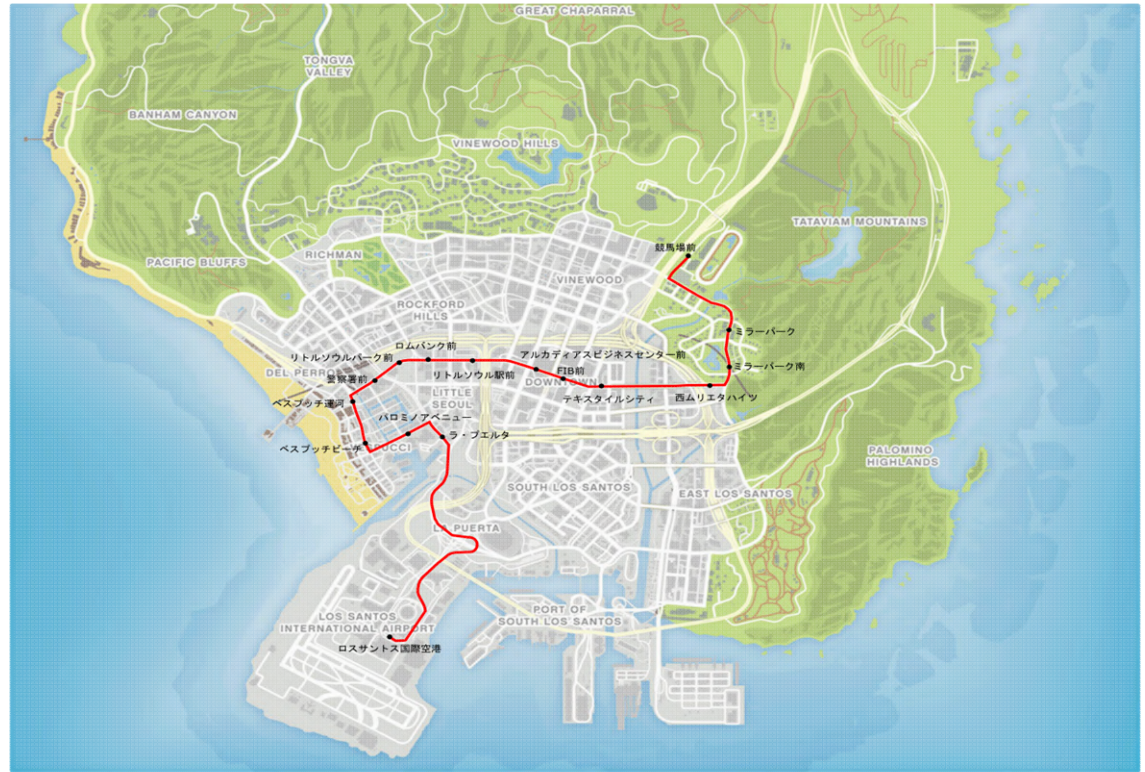 GREAT CHAPARRAL
TONGVA
VALLEY
BANHAM CANYON
VINEWOOD HILLS
TATAVIAM MOUNTAINS
競馬場前
RICHMAN
PACIFIC BLUFFS
VINEWOOD
ROCKFORD
HILLS
ミラーパーク
ロムバンク前
リトルソウルパーク前
アルカディアスビジネスセンター前
ミラーパーク南
DEL PERRO
警察署前
リトルソウル駅前
FIB前
DOWNTOWN
LITTLE
SEOUL
テキスタイルシティ
西ムリエタハイツ
ベスプッチ運河
パロミノアベニュー
ラ・プエルタ
ベスプッチビーチ
PALOMINO
HIGHLANDS
SOUTH LOS SANTOS
EAST LOS SANTOS
LA PUERTA
LOS SANTOS
INTERNATIONAL AIRPORT
PORT OF
SOUTH LOS SANTOS
ロスサントス国際空港